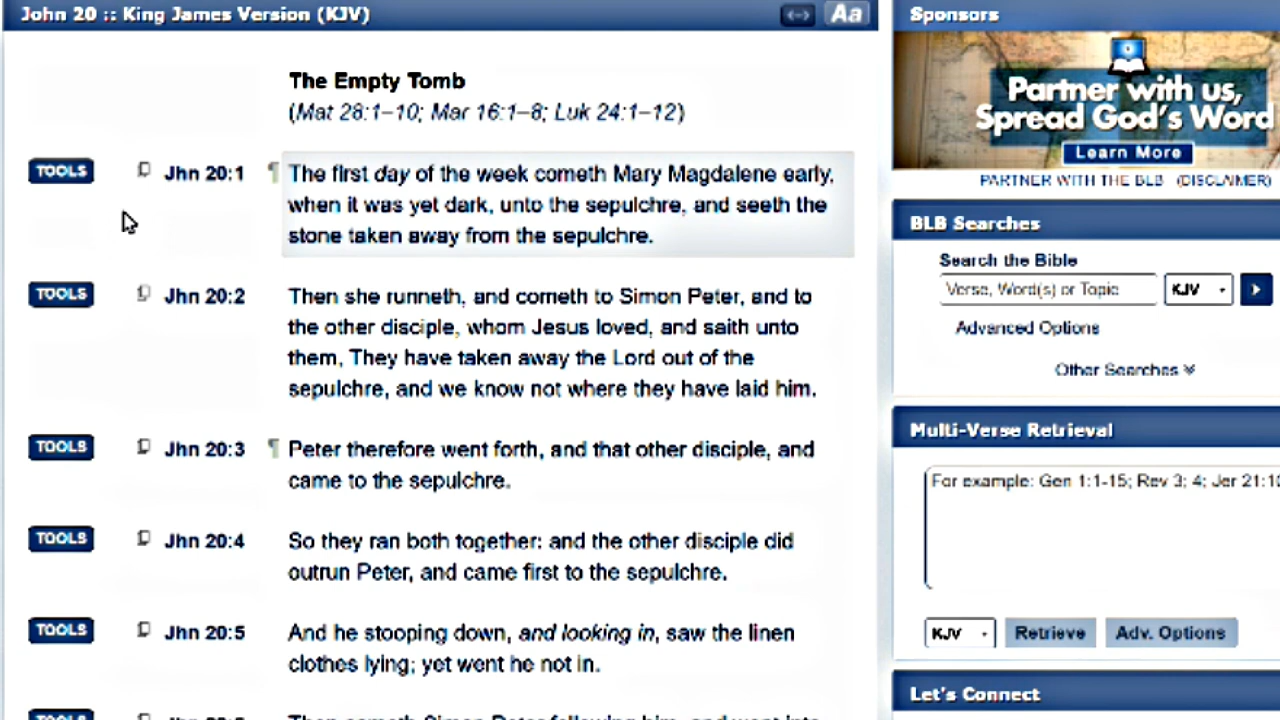 John 20 :: King James Version (KJV)
Aa
The Empty Tomb
(Mat 28:1–10; Mar 16:1–8; Luk 24:1–12)
TOOLS Jhn 20:1 ¶ The first day of the week cometh Mary Magdalene early,
when it was yet dark, unto the sepulchre, and seeth the
stone taken away from the sepulchre.
TOOLS Jhn 20:2 Then she runneth, and cometh to Simon Peter, and to
the other disciple, whom Jesus loved, and saith unto
them, They have taken away the Lord out of the
sepulchre, and we know not where they have laid him.
TOOLS Jhn 20:3 ¶ Peter therefore went forth, and that other disciple, and
came to the sepulchre.
TOOLS Jhn 20:4 So they ran both together: and the other disciple did
outrun Peter, and came first to the sepulchre.
TOOLS Jhn 20:5 And he stooping down, and looking in, saw the linen
clothes lying; yet went he not in.
Sponsors
Partner with us,
Spread God's Word
Learn More
PARTNER WITH THE BLB (DISCLAIMER)
BLB Searches
Search the Bible
Verse, Word(s) or Topic KJV
Advanced Options
Other Searches
Multi-Verse Retrieval
For example: Gen 1:1-15; Rev 3; 4; Jer 21:10
KJV Retrieve Adv. Options
Let's Connect